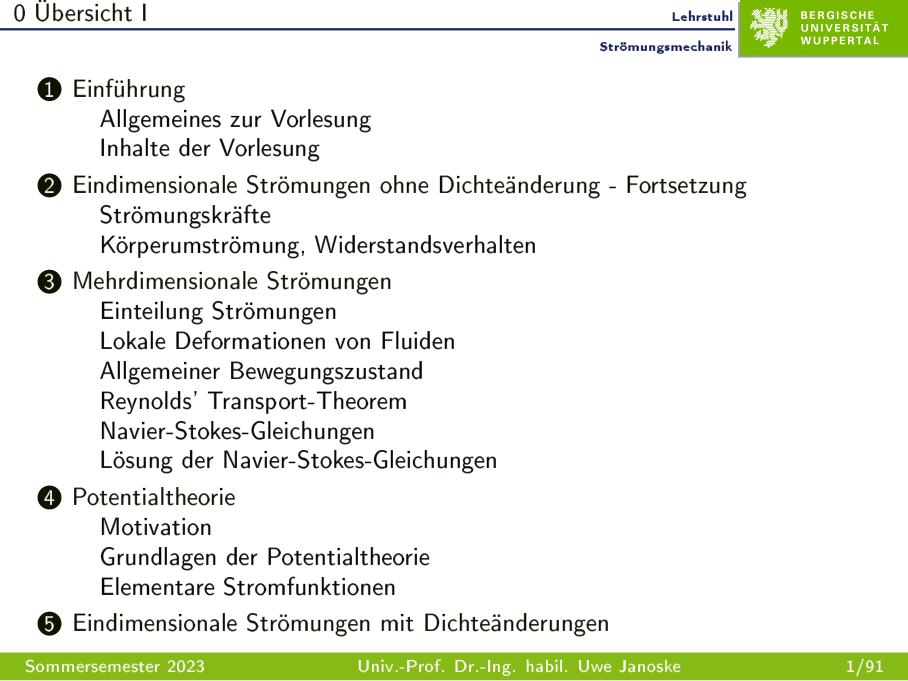 0 Übersicht I
Lehrstuhl
Strömungsmechanik
BERGISCHE
UNIVERSITÄT
WUPPERTAL
1 Einführung
Allgemeines zur Vorlesung
Inhalte der Vorlesung
2 Eindimensionale Strömungen ohne Dichteänderung - Fortsetzung
Strömungskräfte
Körperumströmung, Widerstandsverhalten
3 Mehrdimensionale Strömungen
Einteilung Strömungen
Lokale Deformationen von Fluiden
Allgemeiner Bewegungszustand
Reynolds' Transport-Theorem
Navier-Stokes-Gleichungen
Lösung der Navier-Stokes-Gleichungen
4 Potentialtheorie
Motivation
Grundlagen der Potentialtheorie
Elementare Stromfunktionen
5 Eindimensionale Strömungen mit Dichteänderungen
Sommersemester 2023 Univ.-Prof. Dr.-Ing. habil. Uwe Janoske 1/91